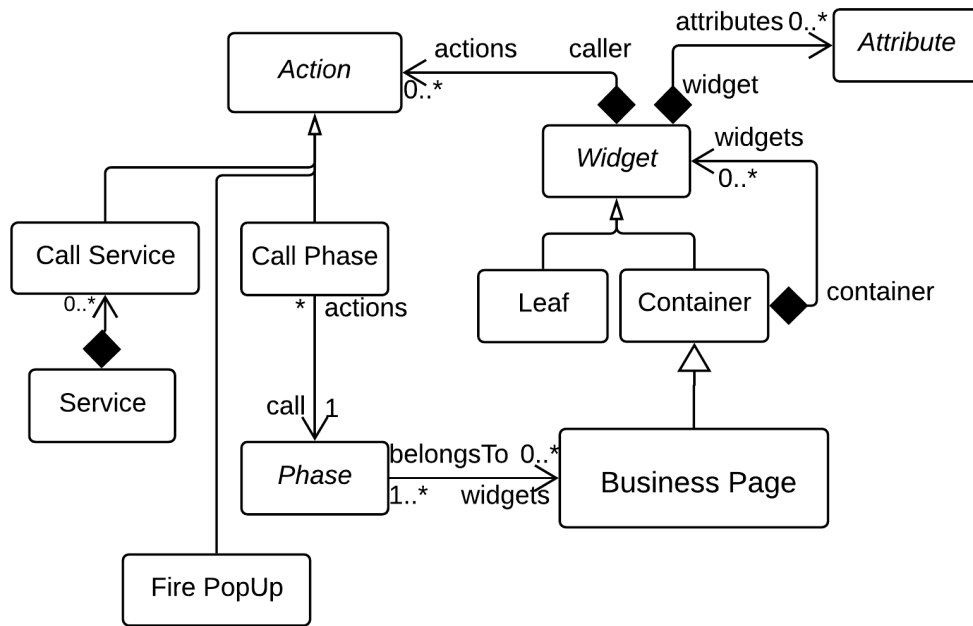 attributes 0..*
Attribute
actions
caller
Action
0..*
widget
Widget
widgets
0..*
Call Service
Call Phase
Leaf
Container
container
0..*
* actions
Service
call 1
Phase
belongsTo 0..*
1..* widgets
Business Page
Fire PopUp